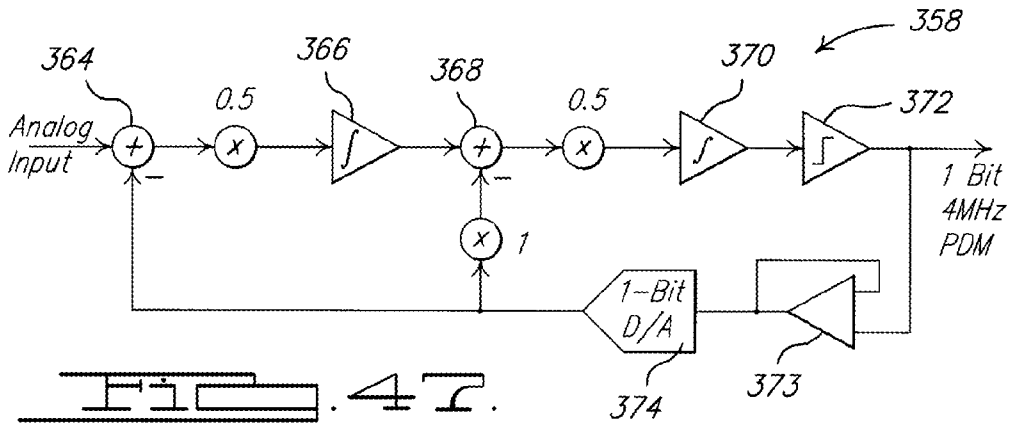 358
364
366
368
370
372
0.5
0.5
Analog
Input
+
x
∫
+
x
∫
1 Bit
4MHz
PDM
−
−
x
1
1-Bit
D/A
373
374
Fig. 47.